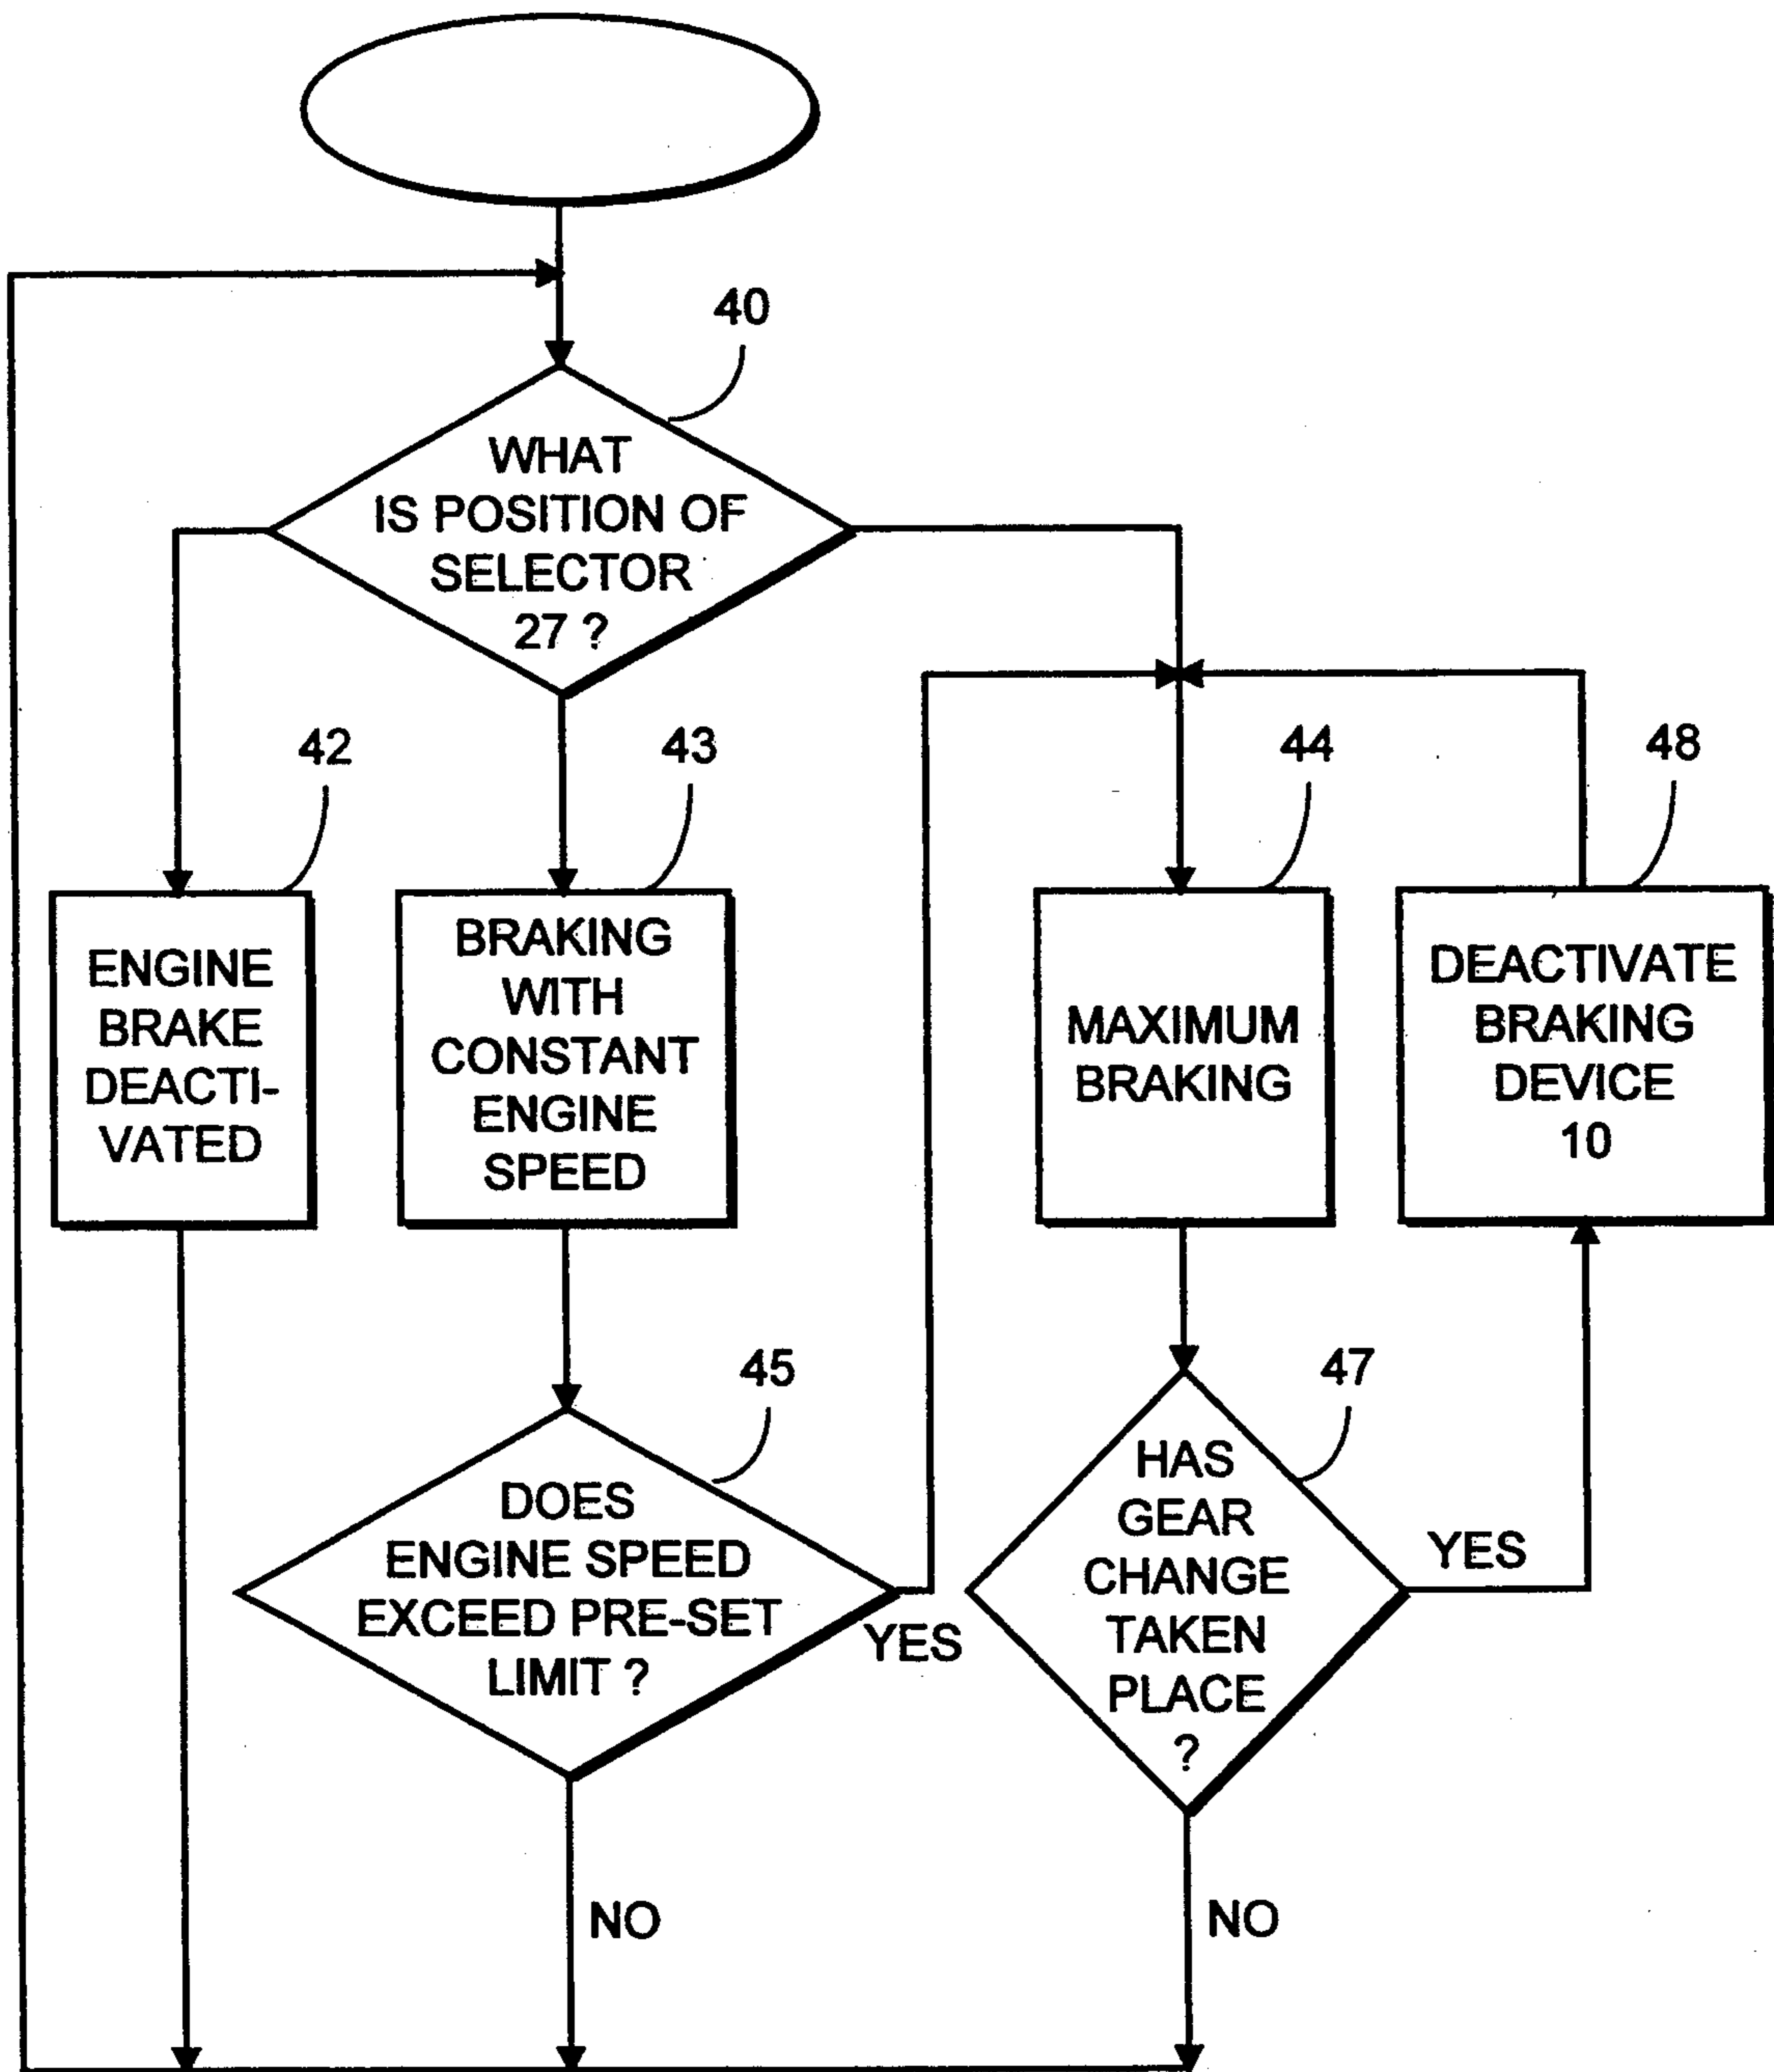 40
WHAT
IS POSITION OF
SELECTOR
27 ?
42
43
44
48
ENGINE
BRAKE
DEACTI-
VATED
BRAKING
WITH
CONSTANT
ENGINE
SPEED
MAXIMUM
BRAKING
DEACTIVATE
BRAKING
DEVICE
10
45
DOES
ENGINE SPEED
EXCEED PRE-SET
LIMIT ?
YES
47
HAS
GEAR
CHANGE
TAKEN
PLACE
?
YES
NO
NO